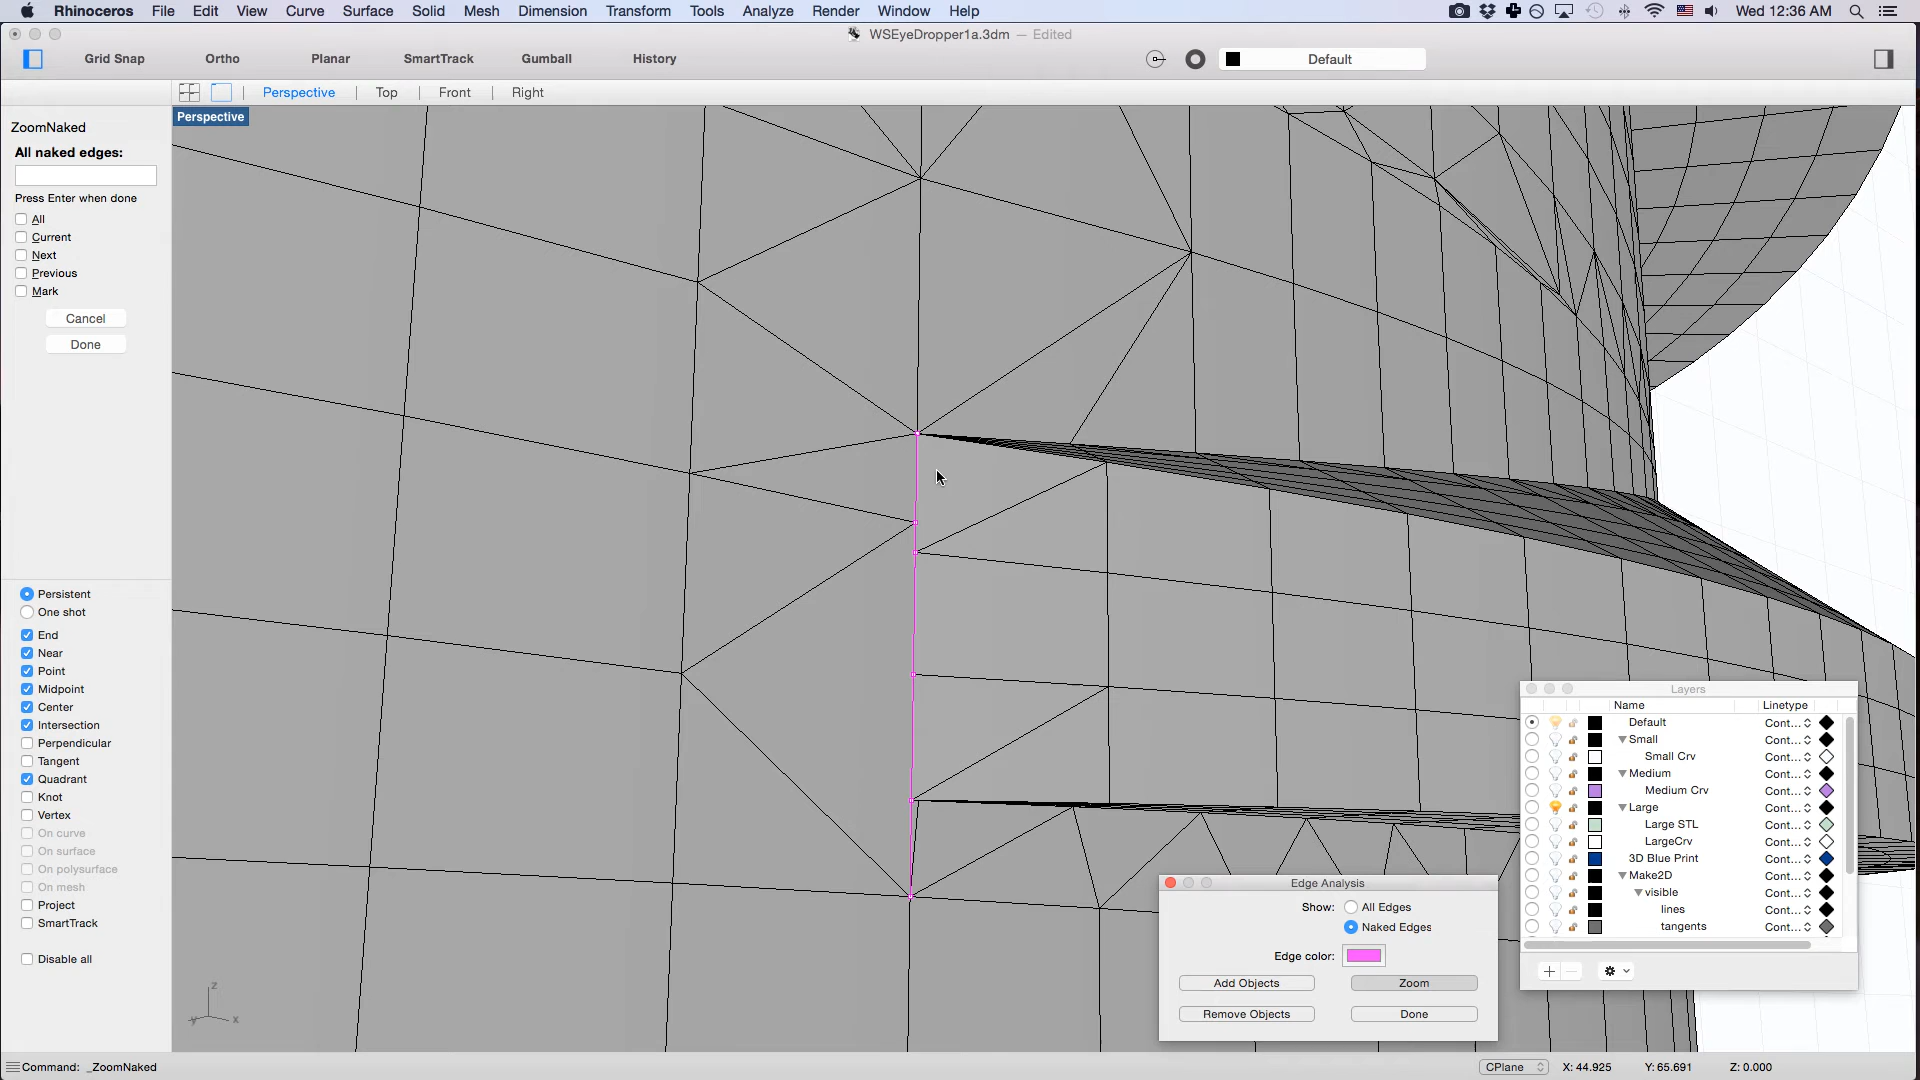 Rhinoceros File Edit View Curve Surface Solid Mesh Dimension Transform Tools Analyze Render Window Help Wed 12:36 AM
WSEyeDropper1a.3dm — Edited
Grid Snap Ortho Planar SmartTrack Gumball History Default
Perspective Top Front Right
Perspective
ZoomNaked
All naked edges:
Press Enter when done
All
Current
Next
Previous
Mark
Cancel
Done
Persistent
One shot
End
Near
Point
Midpoint
Center
Intersection
Perpendicular
Tangent
Quadrant
Knot
Vertex
On curve
On surface
On polysurface
On mesh
Project
SmartTrack
Disable all
z
y x
Layers
Name Linetype
Default Cont...
Small Cont...
Small Crv Cont...
Medium Cont...
Medium Crv Cont...
Large Cont...
Large STL Cont...
LargeCrv Cont...
3D Blue Print Cont...
Make2D Cont...
visible Cont...
lines Cont...
tangents Cont...
Edge Analysis
Show: All Edges
Naked Edges
Edge color:
Add Objects Zoom
Remove Objects Done
Command: _ZoomNaked CPlane X: 44.925 Y: 65.691 Z: 0.000